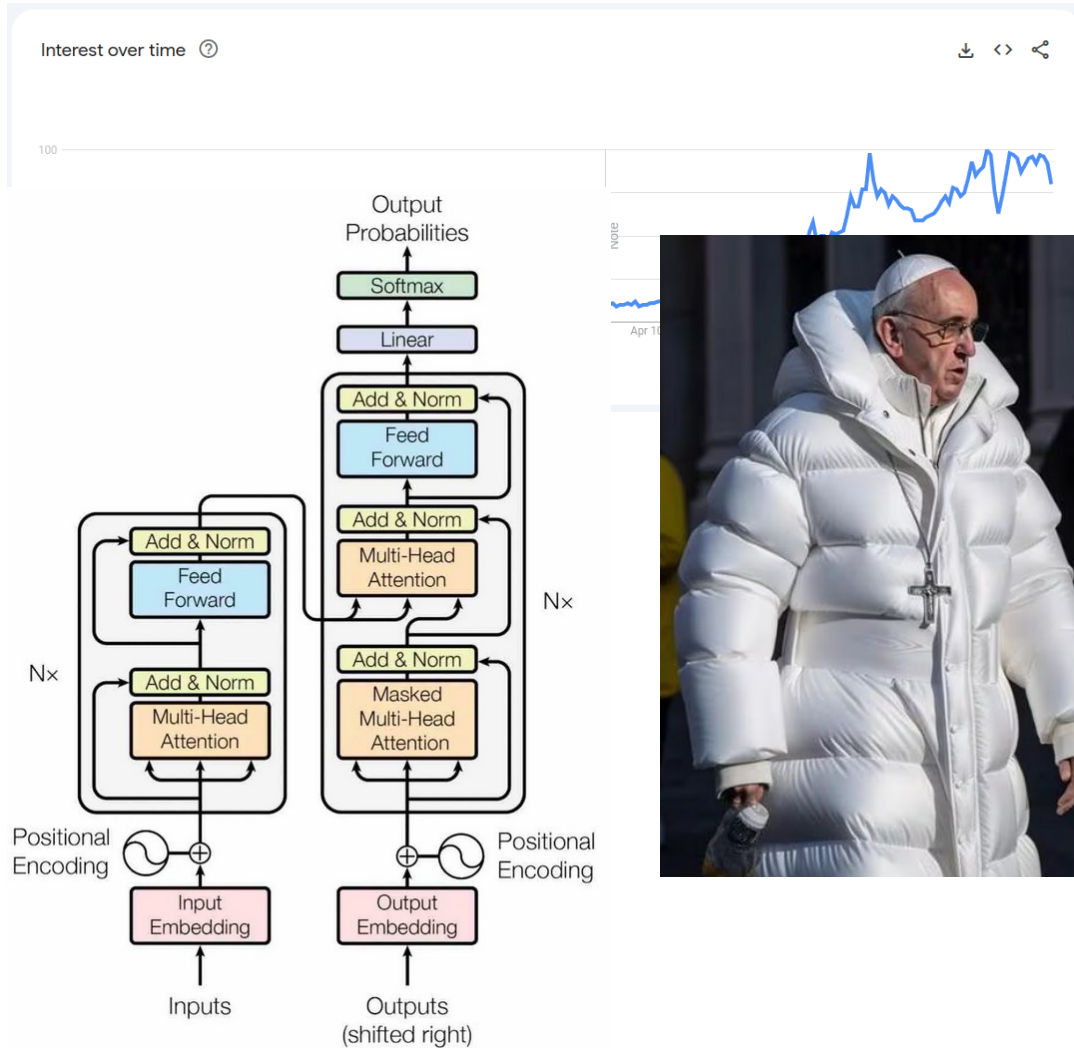 Interest over time
100
Note
Apr 10
Output
Probabilities
Softmax
Linear
Add & Norm
Feed
Forward
Add & Norm
Multi-Head
Attention
Nx
Add & Norm
Masked
Multi-Head
Attention
Add & Norm
Feed
Forward
Nx
Add & Norm
Multi-Head
Attention
Positional
Encoding
Positional
Encoding
Input
Embedding
Output
Embedding
Inputs
Outputs
(shifted right)